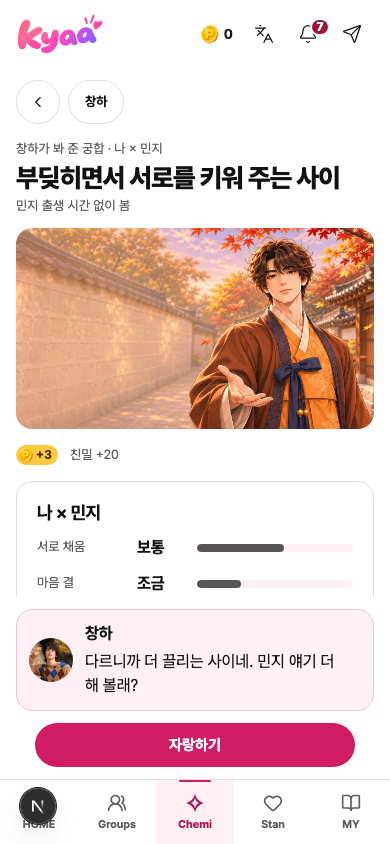 kyaa
0
7
창하
창하가 봐 준 궁합 · 나 × 민지
부딪히면서 서로를 키워 주는 사이
민지 출생 시간 없이 봄
+3
친밀 +20
나 × 민지
서로 채움 보통
마음 결 조금
창하
다르니까 더 끌리는 사이네. 민지 얘기 더
해 볼래?
자랑하기
N
HOME Groups Chemi Stan MY